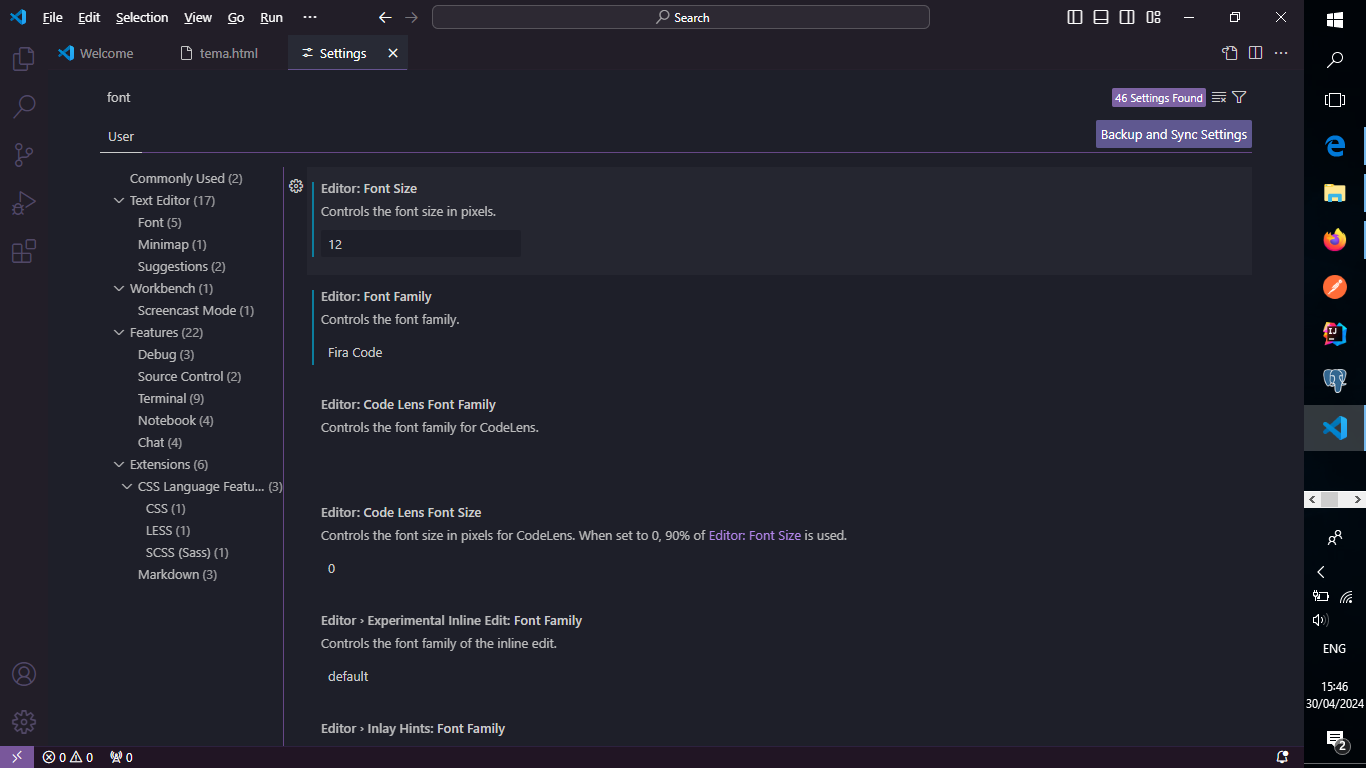 File Edit Selection View Go Run ···
Search
Welcome
tema.html
Settings
font
46 Settings Found
User
Backup and Sync Settings
Commonly Used (2)
Text Editor (17)
Font (5)
Minimap (1)
Suggestions (2)
Workbench (1)
Screencast Mode (1)
Features (22)
Debug (3)
Source Control (2)
Terminal (9)
Notebook (4)
Chat (4)
Extensions (6)
CSS Language Featu... (3)
CSS (1)
LESS (1)
SCSS (Sass) (1)
Markdown (3)
Editor: Font Size
Controls the font size in pixels.
12
Editor: Font Family
Controls the font family.
Fira Code
Editor: Code Lens Font Family
Controls the font family for CodeLens.
Editor: Code Lens Font Size
Controls the font size in pixels for CodeLens. When set to 0, 90% of Editor: Font Size is used.
0
Editor › Experimental Inline Edit: Font Family
Controls the font family of the inline edit.
default
Editor › Inlay Hints: Font Family
0 0 0
IJ
ENG
15:46
30/04/2024
2